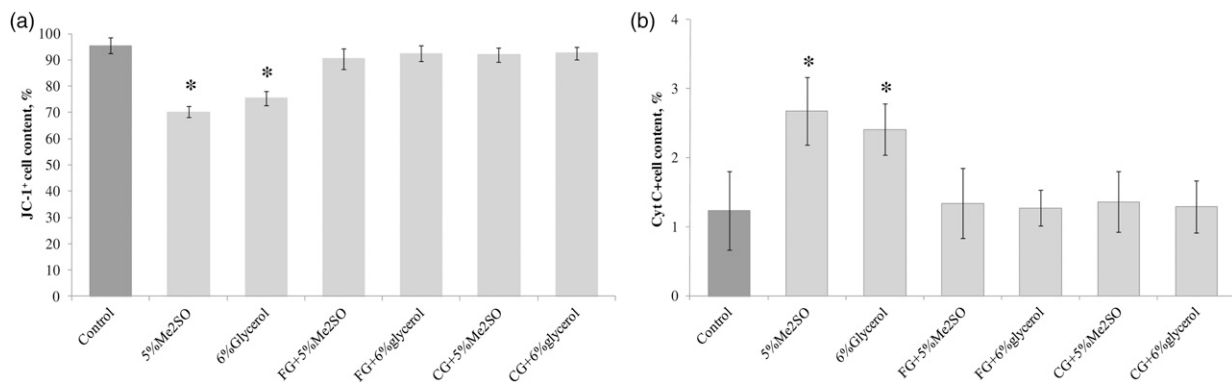 (a)
100
90
80
70
60
50
40
30
20
10
0
JC-1⁺ cell content, %
*
*
Control
5%Me2SO
6%Glycerol
FG+5%Me2SO
FG+6%glycerol
CG+5%Me2SO
CG+6%glycerol
(b)
4
3
2
1
0
Cyt C+cell content, %
*
*
Control
5%Me2SO
6%Glycerol
FG+5%Me2SO
FG+6%glycerol
CG+5%Me2SO
CG+6%glycerol